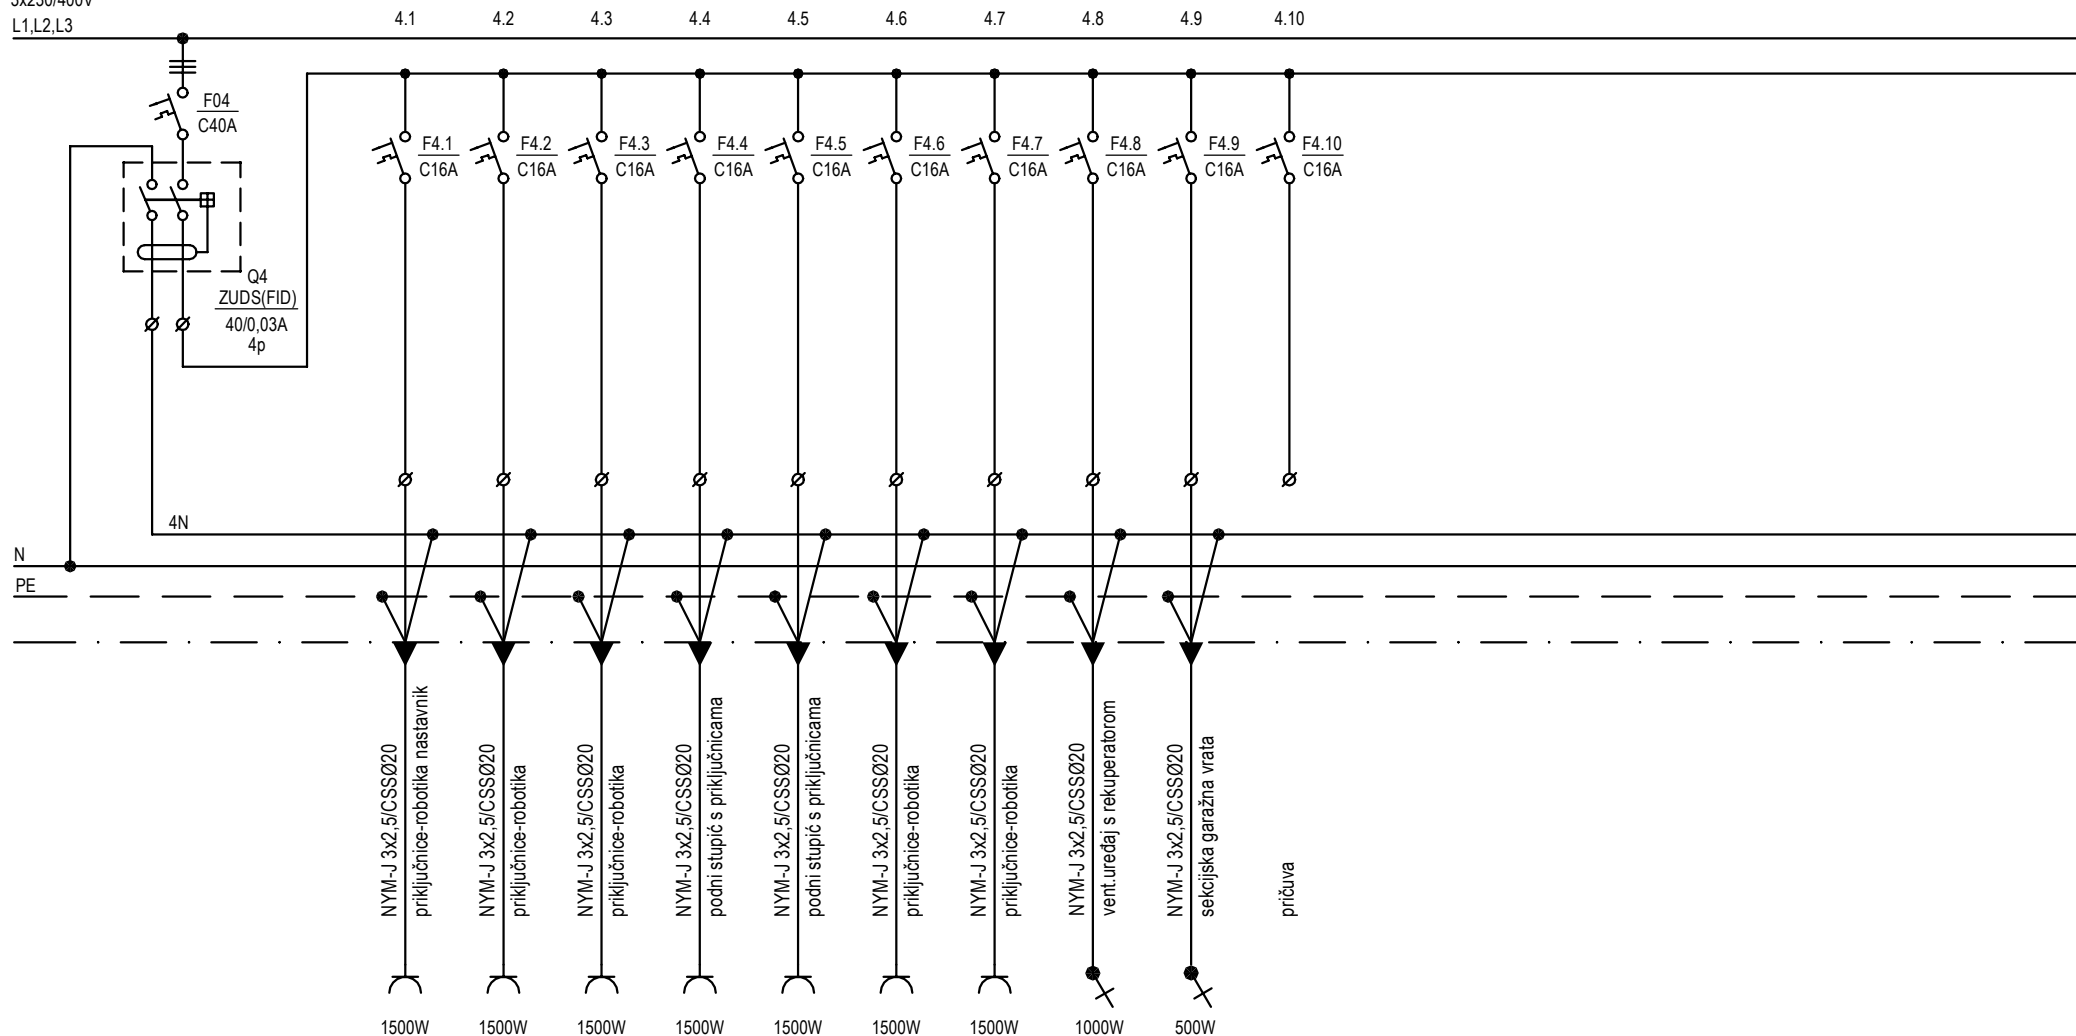 3x230/400V
L1,L2,L3
4.1
4.2
4.3
4.4
4.5
4.6
4.7
4.8
4.9
4.10
F04
C40A
F4.1
C16A
F4.2
C16A
F4.3
C16A
F4.4
C16A
F4.5
C16A
F4.6
C16A
F4.7
C16A
F4.8
C16A
F4.9
C16A
F4.10
C16A
Q4
ZUDS(FID)
40/0,03A
4p
4N
N
PE
NYM-J 3x2,5/CSSØ20
priključnice-robotika nastavnik
NYM-J 3x2,5/CSSØ20
priključnice-robotika
NYM-J 3x2,5/CSSØ20
priključnice-robotika
NYM-J 3x2,5/CSSØ20
podni stupić s priključnicama
NYM-J 3x2,5/CSSØ20
podni stupić s priključnicama
NYM-J 3x2,5/CSSØ20
priključnice-robotika
NYM-J 3x2,5/CSSØ20
priključnice-robotika
NYM-J 3x2,5/CSSØ20
vent.uređaj s rekuperatorom
NYM-J 3x2,5/CSSØ20
sekcijska garažna vrata
pričuva
1500W
1500W
1500W
1500W
1500W
1500W
1500W
1000W
500W